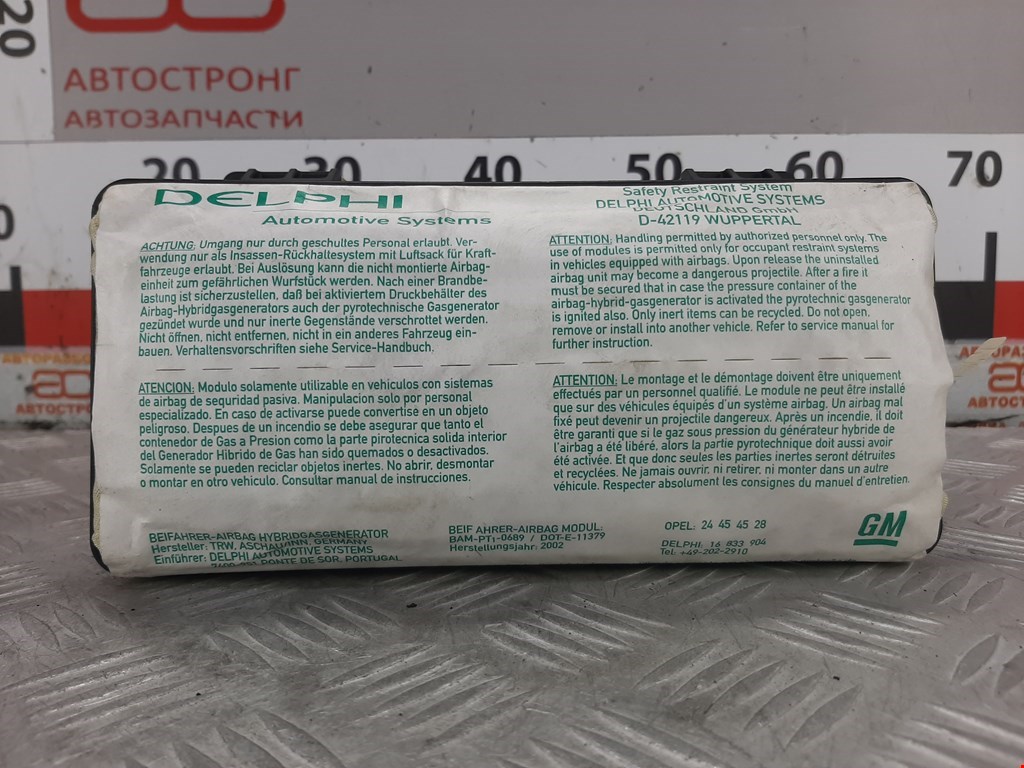 20
АВТОСТРОНГ
АВТОЗАПЧАСТИ
20 30 40 50 60 70
DELPHI
Automotive Systems
Safety Restraint System
DELPHI AUTOMOTIVE SYSTEMS
DEUTSCHLAND GmbH
D-42119 WUPPERTAL
ACHTUNG: Umgang nur durch geschultes Personal erlaubt. Ver-
wendung nur als Insassen-Rückhaltesystem mit Luftsack für Kraft-
fahrzeuge erlaubt. Bei Auslösung kann die nicht montierte Airbag-
einheit zum gefährlichen Wurfstück werden. Nach einer Brandbe-
lastung ist sicherzustellen, daß bei aktiviertem Druckbehälter des
Airbag-Hybridgasgenerators auch der pyrotechnische Gasgenerator
gezündet wurde und nur inerte Gegenstände verschrottet werden.
Nicht öffnen, nicht entfernen, nicht in ein anderes Fahrzeug ein-
bauen. Verhaltensvorschriften siehe Service-Handbuch.
ATTENTION: Handling permitted by authorized personnel only. The
use of modules is permitted only for occupant restraint systems
in vehicles equipped with airbags. Upon release the uninstalled
airbag unit may become a dangerous projectile. After a fire it
must be secured that in case the pressure container of the
airbag-hybrid-gasgenerator is activated the pyrotechnic gasgenerator
is ignited also. Only inert items can be recycled. Do not open,
remove or install into another vehicle. Refer to service manual for
further instruction.
ATENCION: Modulo solamente utilizable en vehiculos con sistemas
de airbag de sequridad pasiva. Manipulacion solo por personal
especializado. En caso de activarse puede convertise en un objeto
peligroso. Despues de un incendio se debe asegurar que tanto el
contenedor de Gas a Presion como la parte pirotecnica solida interior
del Generador Hibrido de Gas han sido quemados o desactivados.
Solamente se pueden reciclar objetos inertes. No abrir, desmontar
o montar en otro vehiculo. Consultar manual de instrucciones.
ATTENTION: Le montage et le démontage doivent être uniquement
effectués par un personnel qualifié. Le module ne peut être installé
que sur des véhicules équipés d'un système airbag. Un airbag mal
fixé peut devenir un projectile dangereux. Après un incendie, il doit
être garanti que si le gaz sous pression du générateur hybride de
l'airbag a été libéré, alors la partie pyrotechnique doit aussi avoir
été activée. Et que donc seules les parties inertes seront détruites
et recyclées. Ne jamais ouvrir, ni retirer, ni monter dans un autre
véhicule. Respecter absolument les consignes du manuel d'entretien.
BEIFAHRER-AIRBAG HYBRIDGASGENERATOR
Hersteller: TRW, ASCHAU/INN, GERMANY
Einführer: DELPHI AUTOMOTIVE SYSTEMS
7400-951 PONTE DE SOR, PORTUGAL
BEIFAHRER-AIRBAG MODUL:
BAM-PT1-0689 / DOT-E-11379
Herstellungsjahr: 2002
OPEL: 24 45 45 28
DELPHI: 16 833 904
Tel. +49-202-2910
GM